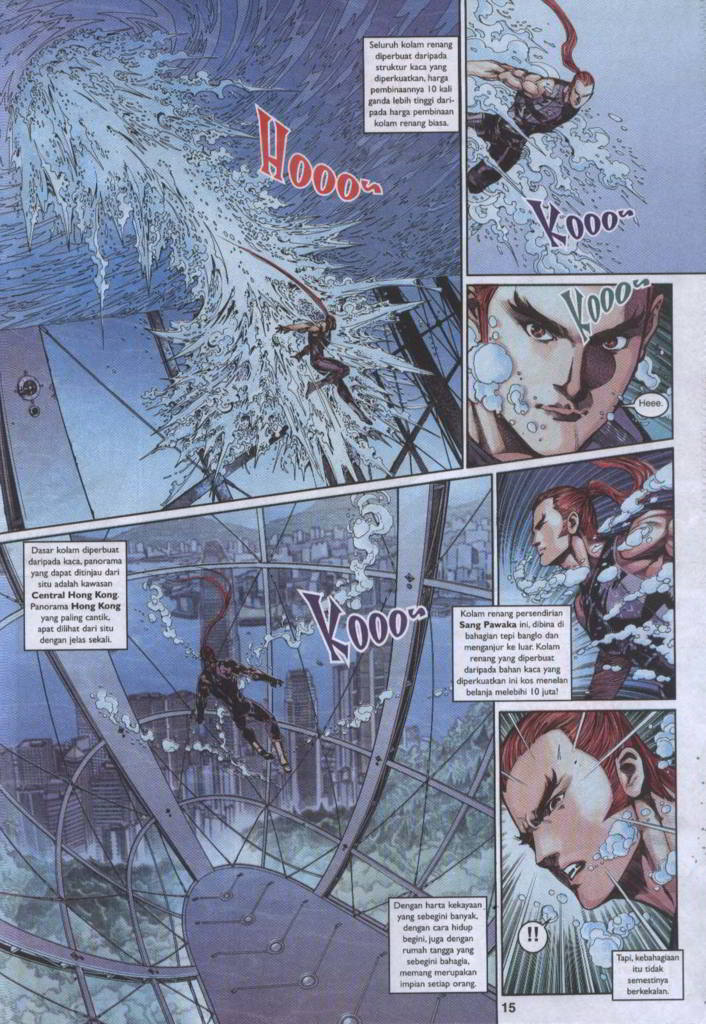 Seluruh kolam renang
diperbuat daripada
struktur kaca yang
diperkuatkan, harga
pembinaannya 10 kali
ganda lebih tinggi dari-
pada harga pembinaan
kolam renang biasa.
HOOOO
KOOOO
KOOOO
Heee.
Dasar kolam diperbuat
daripada kaca, panorama
yang dapat ditinjau dari
situ adalah kawasan
Central Hong Kong.
Panorama Hong Kong
yang paling cantik,
apat dilihat dari situ
dengan jelas sekali.
KOOOO
Kolam renang persendirian
Sang Pawaka ini, dibina di
bahagian tepi banglo dan
menganjur ke luar. Kolam
renang yang diperbuat
daripada bahan kaca yang
diperkuatkan ini kos menelan
belanja melebihi 10 juta!
Dengan harta kekayaan
yang sebegini banyak,
dengan cara hidup
begini, juga dengan
rumah tangga yang
sebegini bahagia,
memang merupakan
impian setiap orang.
!!
Tapi, kebahagiaan
itu tidak
semestinya
berkekalan.
15